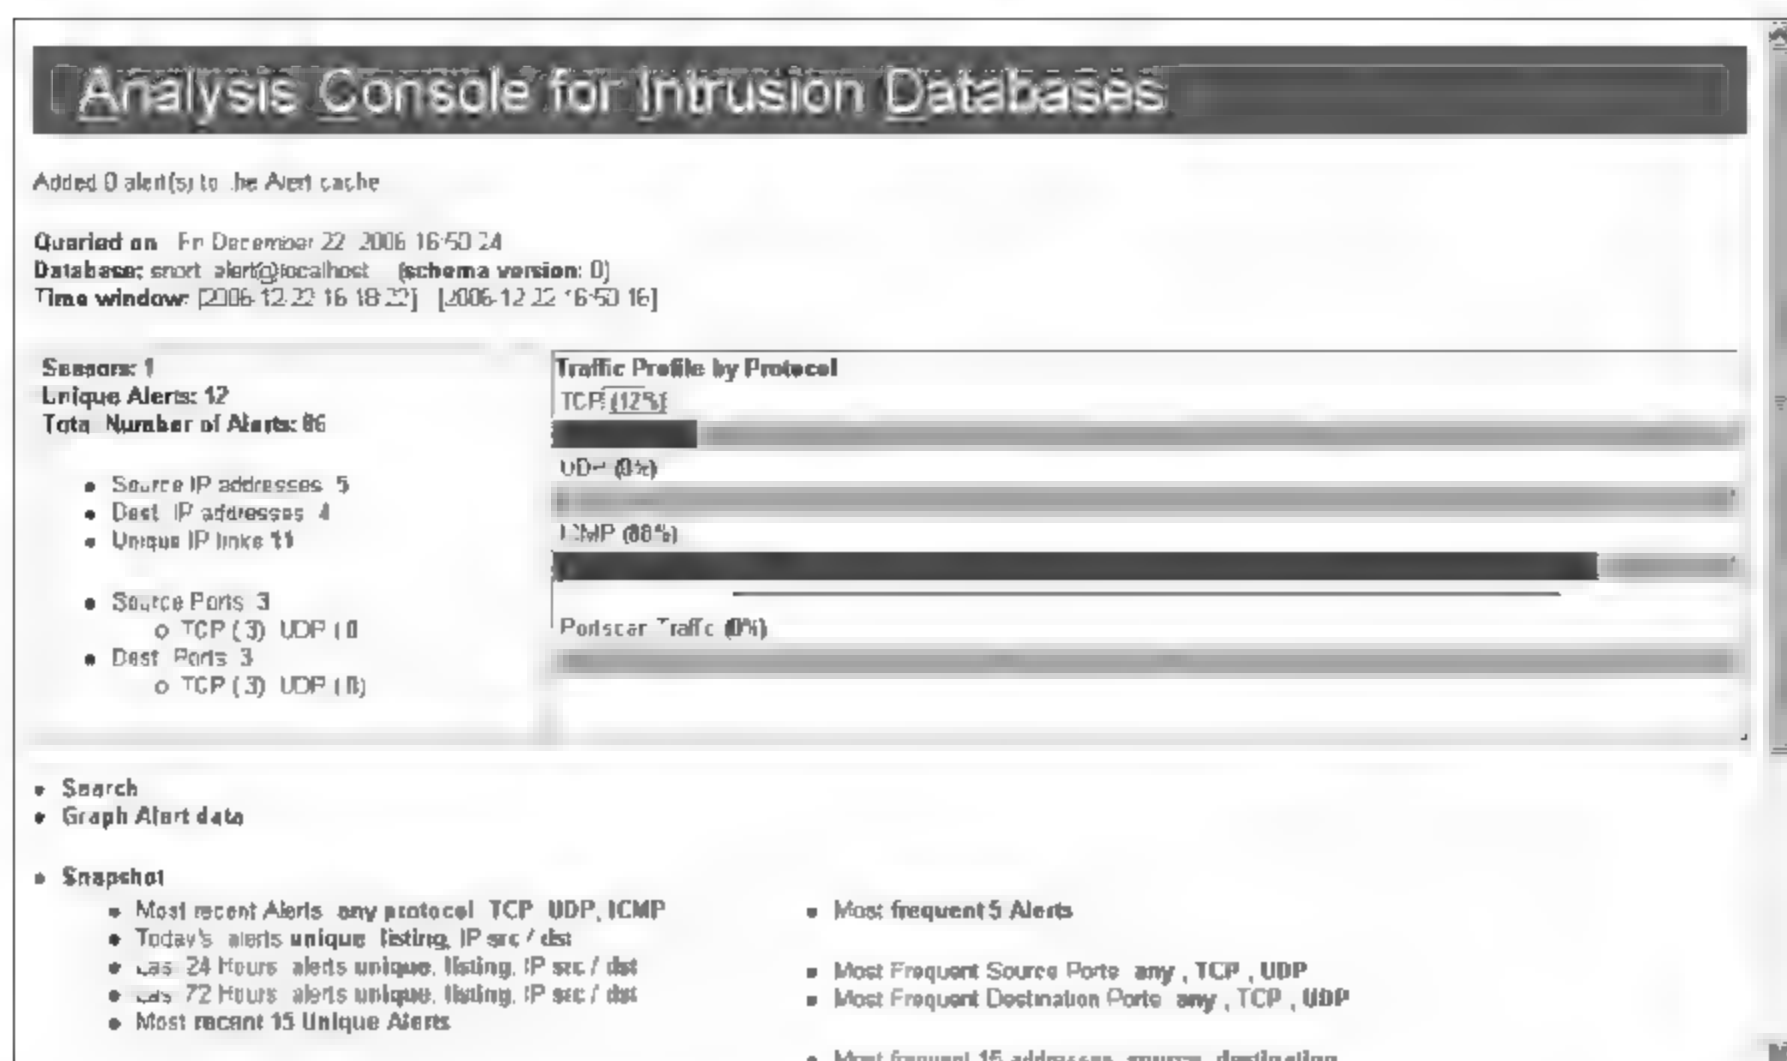 Analysis Console for Intrusion Databases
Added 0 alert(s) to the Alert cache
Queried on Fri December 22 2006 16:50 24
Database: snort_alert@localhost (schema version: 0)
Time window: [2006-12-22 16 18:22] [2006-12 22 16:50 16]
Sensors: 1
Unique Alerts: 12
Total Number of Alerts:
Source IP addresses 5
Dest IP addresses 4
Unique IP links 11
Source Ports 3
TCP ( 3) UDP ( 0
Dest Ports 3
TCP ( 3) UDP ( 0)
Traffic Profile by Protocol
TCP (12%)
UDP (0%)
ICMP (88%)
Portscan Traffic (0%)
Search
Graph Alert data
Snapshot
Most recent Alerts any protocol TCP UDP, ICMP
Today's alerts unique listing, IP src / dst
Last 24 Hours alerts unique, listing, IP src / dst
Last 72 Hours alerts unique, listing, IP src / dst
Most recent 15 Unique Alerts
Most frequent 5 Alerts
Most Frequent Source Ports any , TCP , UDP
Most Frequent Destination Ports any , TCP , UDP
Most frequent 15 addresses source destination